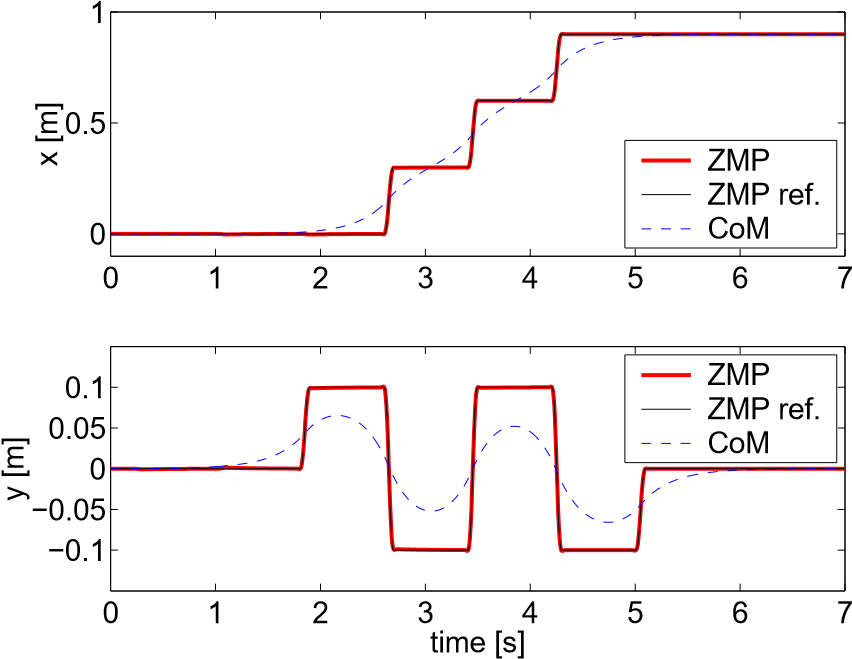 1
0.5
0
x [m]
ZMP
ZMP ref.
CoM
0 1 2 3 4 5 6 7
0.1
0.05
0
−0.05
−0.1
y [m]
ZMP
ZMP ref.
CoM
0 1 2 3 4 5 6 7
time [s]